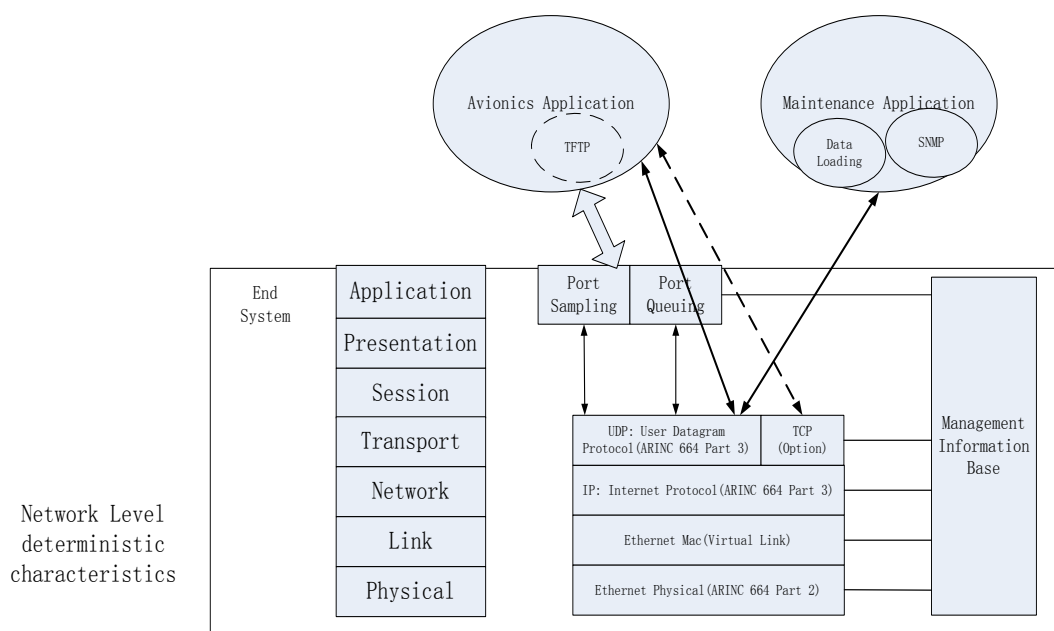 Avionics Application
TFTP
Maintenance Application
Data
Loading
SNMP
End
System
Application
Presentation
Session
Transport
Network
Link
Physical
Port
Sampling
Port
Queuing
UDP: User Datagram
Protocol(ARINC 664 Part 3)
TCP
(Option)
IP: Internet Protocol(ARINC 664 Part 3)
Ethernet Mac(Virtual Link)
Ethernet Physical(ARINC 664 Part 2)
Management
Information
Base
Network Level
deterministic
characteristics